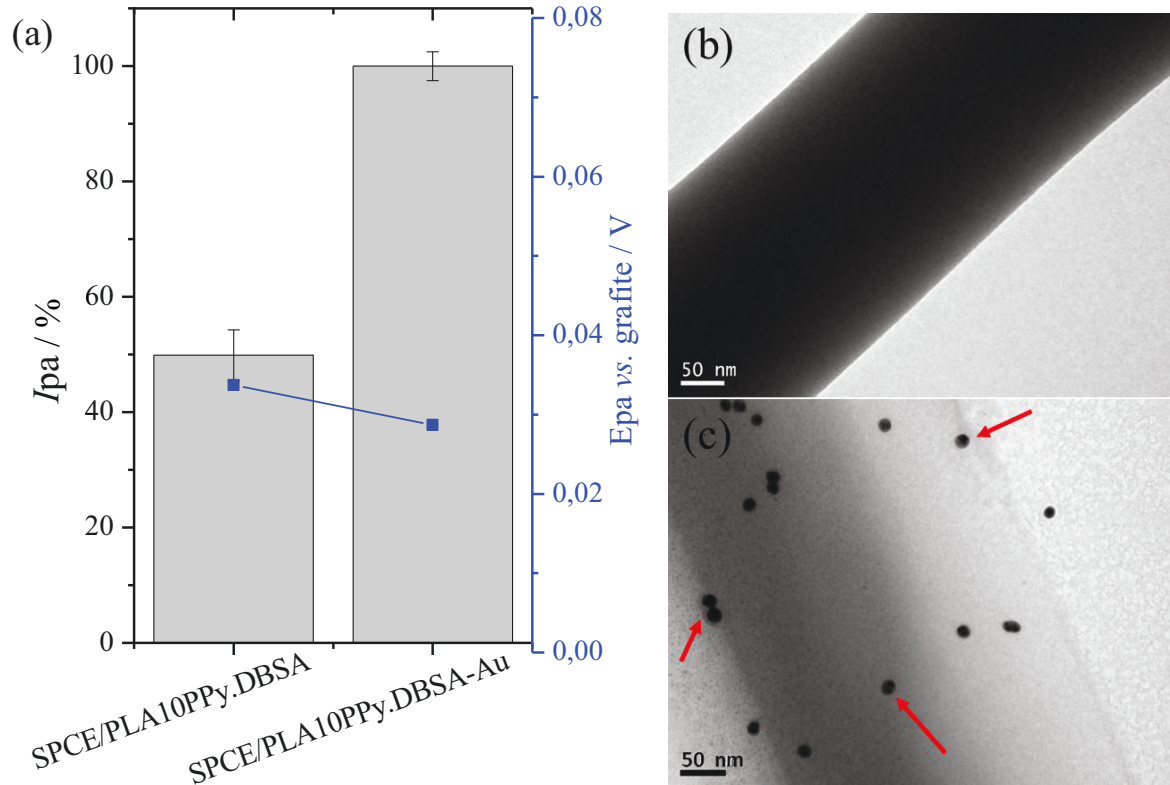 (a)
Ipa / %
100
80
60
40
20
0
0,08
0,06
0,04
0,02
0,00
Epa vs. grafite / V
SPCE/PLA10PPy.DBSA
SPCE/PLA10PPy.DBSA-Au
(b)
50 nm
(c)
50 nm